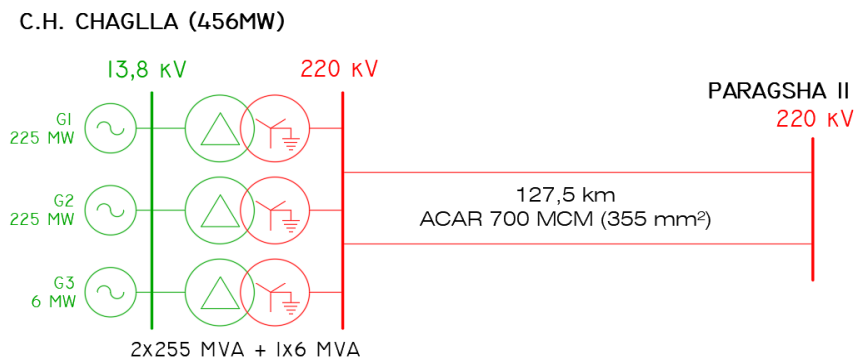 C.H. CHAGLLA (456MW)
13,8 KV
220 KV
PARAGSHA II
220 KV
G1
225 MW
G2
225 MW
G3
6 MW
127,5 km
ACAR 700 MCM (355 mm²)
2x255 MVA + 1x6 MVA